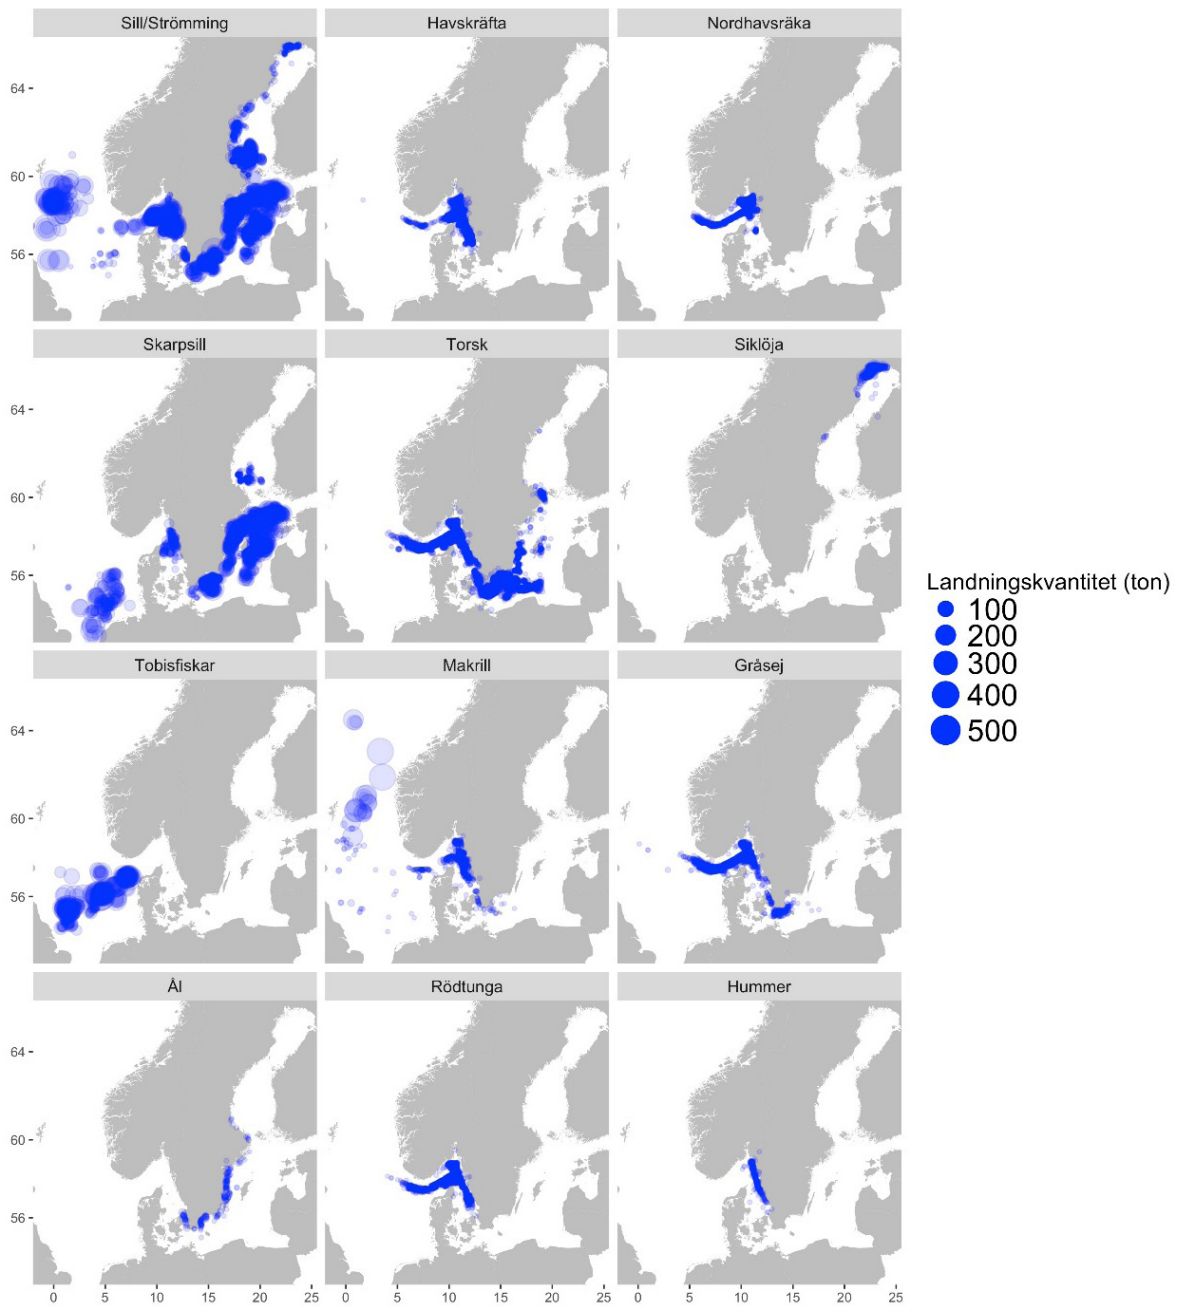 Sill/Strömming
Havskräfta
Nordhavsräka
64
60
56
Skarpsill
Torsk
Siklöja
64
60
56
Landningskvantitet (ton)
100
200
300
400
500
Tobisfiskar
Makrill
Gråsej
64
60
56
Ål
Rödtunga
Hummer
64
60
56
0 5 10 15 20 25
0 5 10 15 20 25
0 5 10 15 20 25